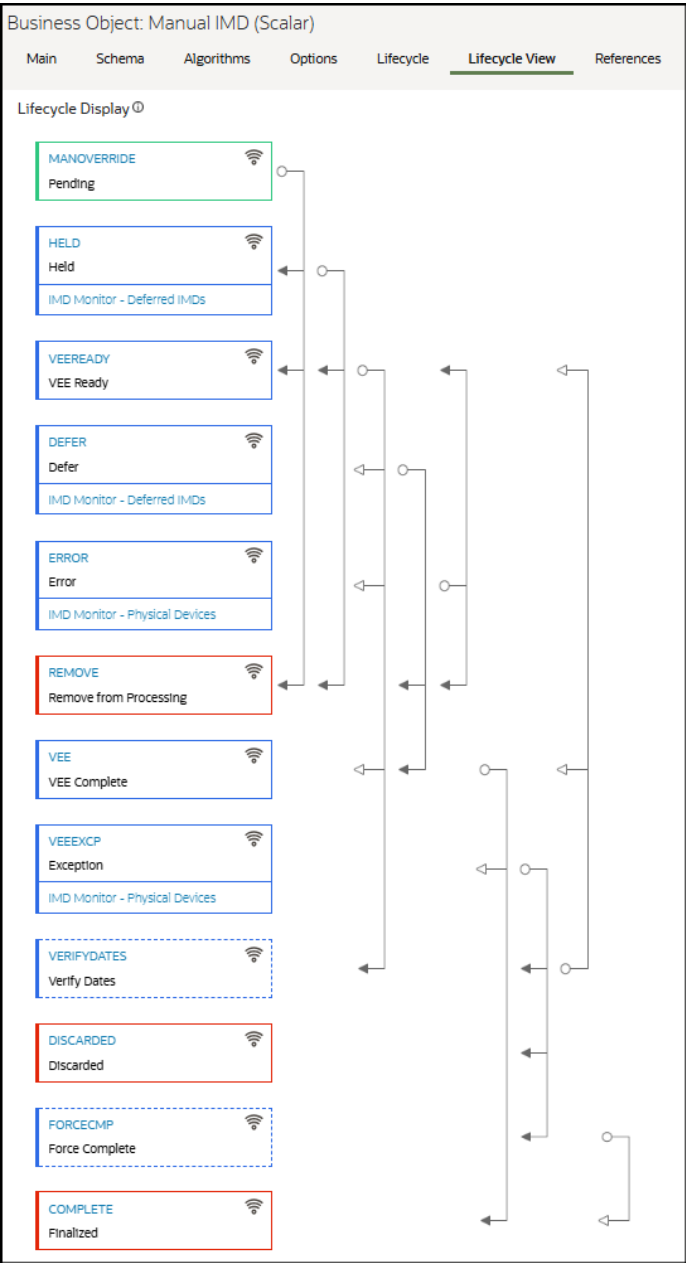 Business Object: Manual IMD (Scalar)
Main Schema Algorithms Options Lifecycle Lifecycle View References
Lifecycle Display
MANOVERRIDE
Pending
HELD
Held
IMD Monitor - Deferred IMDs
VEEREADY
VEE Ready
DEFER
Defer
IMD Monitor - Deferred IMDs
ERROR
Error
IMD Monitor - Physical Devices
REMOVE
Remove from Processing
VEE
VEE Complete
VEEEXCP
Exception
IMD Monitor - Physical Devices
VERIFYDATES
Verify Dates
DISCARDED
Discarded
FORCECMP
Force Complete
COMPLETE
Finalized